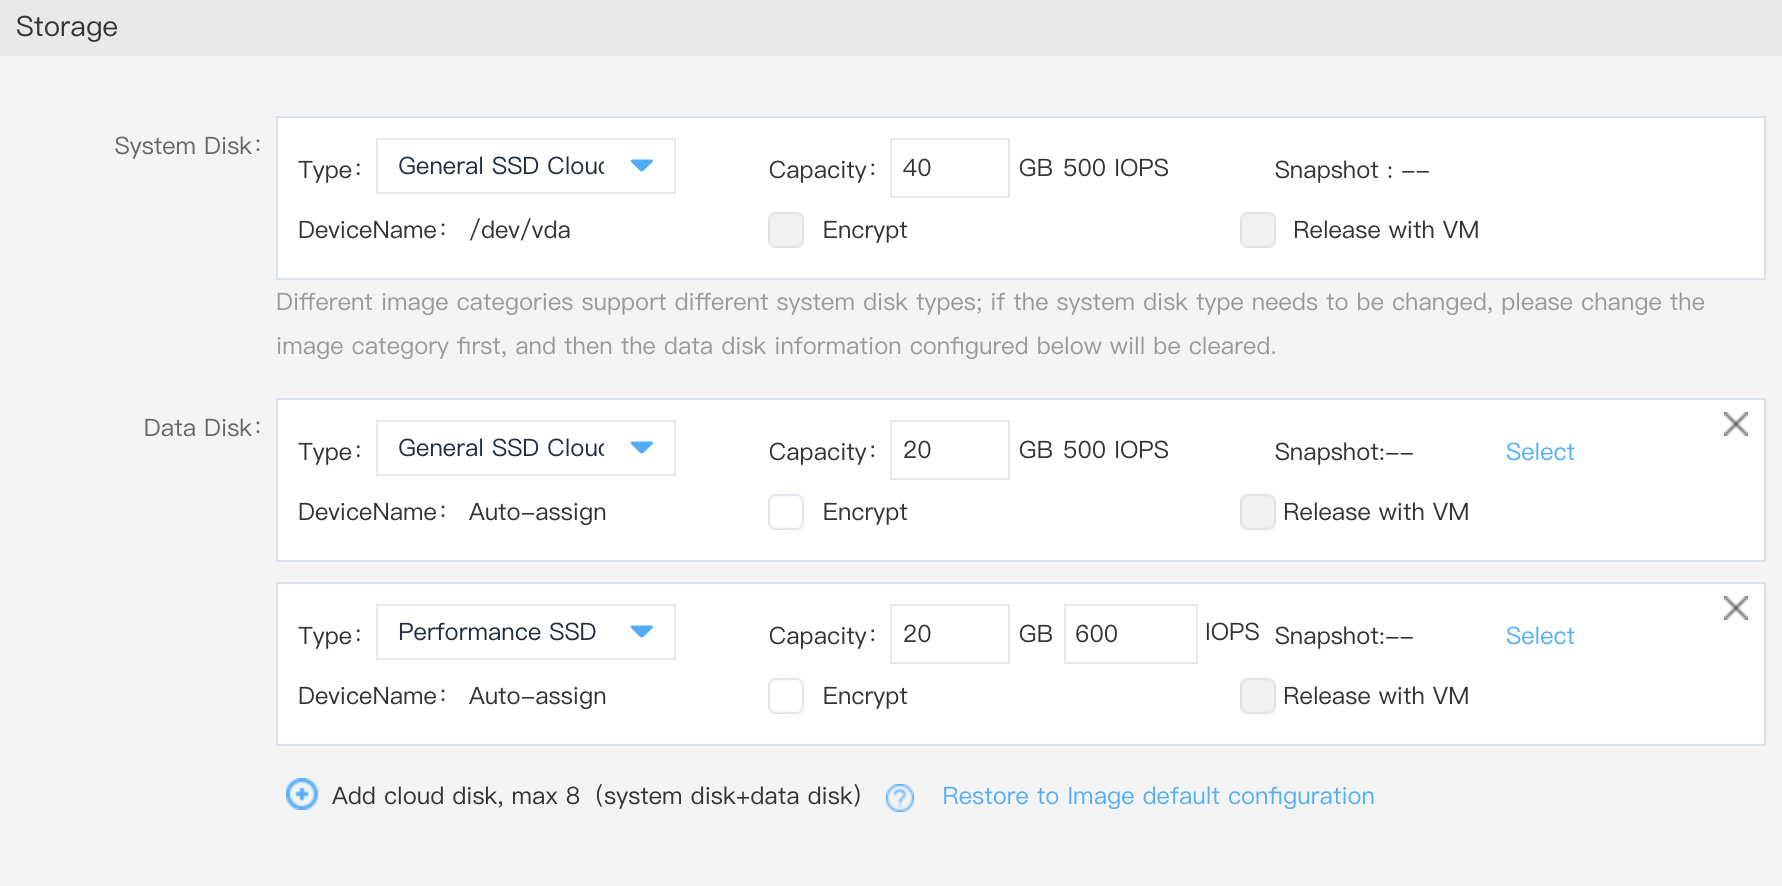 Storage
System Disk:
Type: General SSD Clou Capacity: 40 GB 500 IOPS Snapshot : --
DeviceName: /dev/vda Encrypt Release with VM
Different image categories support different system disk types; if the system disk type needs to be changed, please change the
image category first, and then the data disk information configured below will be cleared.
Data Disk:
Type: General SSD Clou Capacity: 20 GB 500 IOPS Snapshot:-- Select
DeviceName: Auto-assign Encrypt Release with VM
Type: Performance SSD Capacity: 20 GB 600 IOPS Snapshot:-- Select
DeviceName: Auto-assign Encrypt Release with VM
Add cloud disk, max 8 (system disk+data disk) ? Restore to Image default configuration